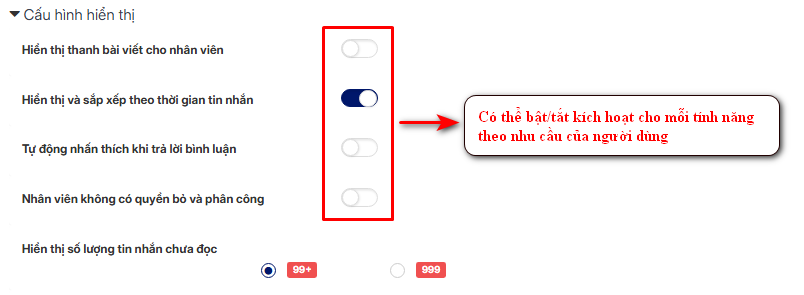 Cấu hình hiển thị
Hiển thị thanh bài viết cho nhân viên
Hiển thị và sắp xếp theo thời gian tin nhắn
Có thể bật/tắt kích hoạt cho mỗi tính năng
theo nhu cầu của người dùng
Tự động nhấn thích khi trả lời bình luận
Nhân viên không có quyền bỏ và phân công
Hiển thị số lượng tin nhắn chưa đọc
99+ 999